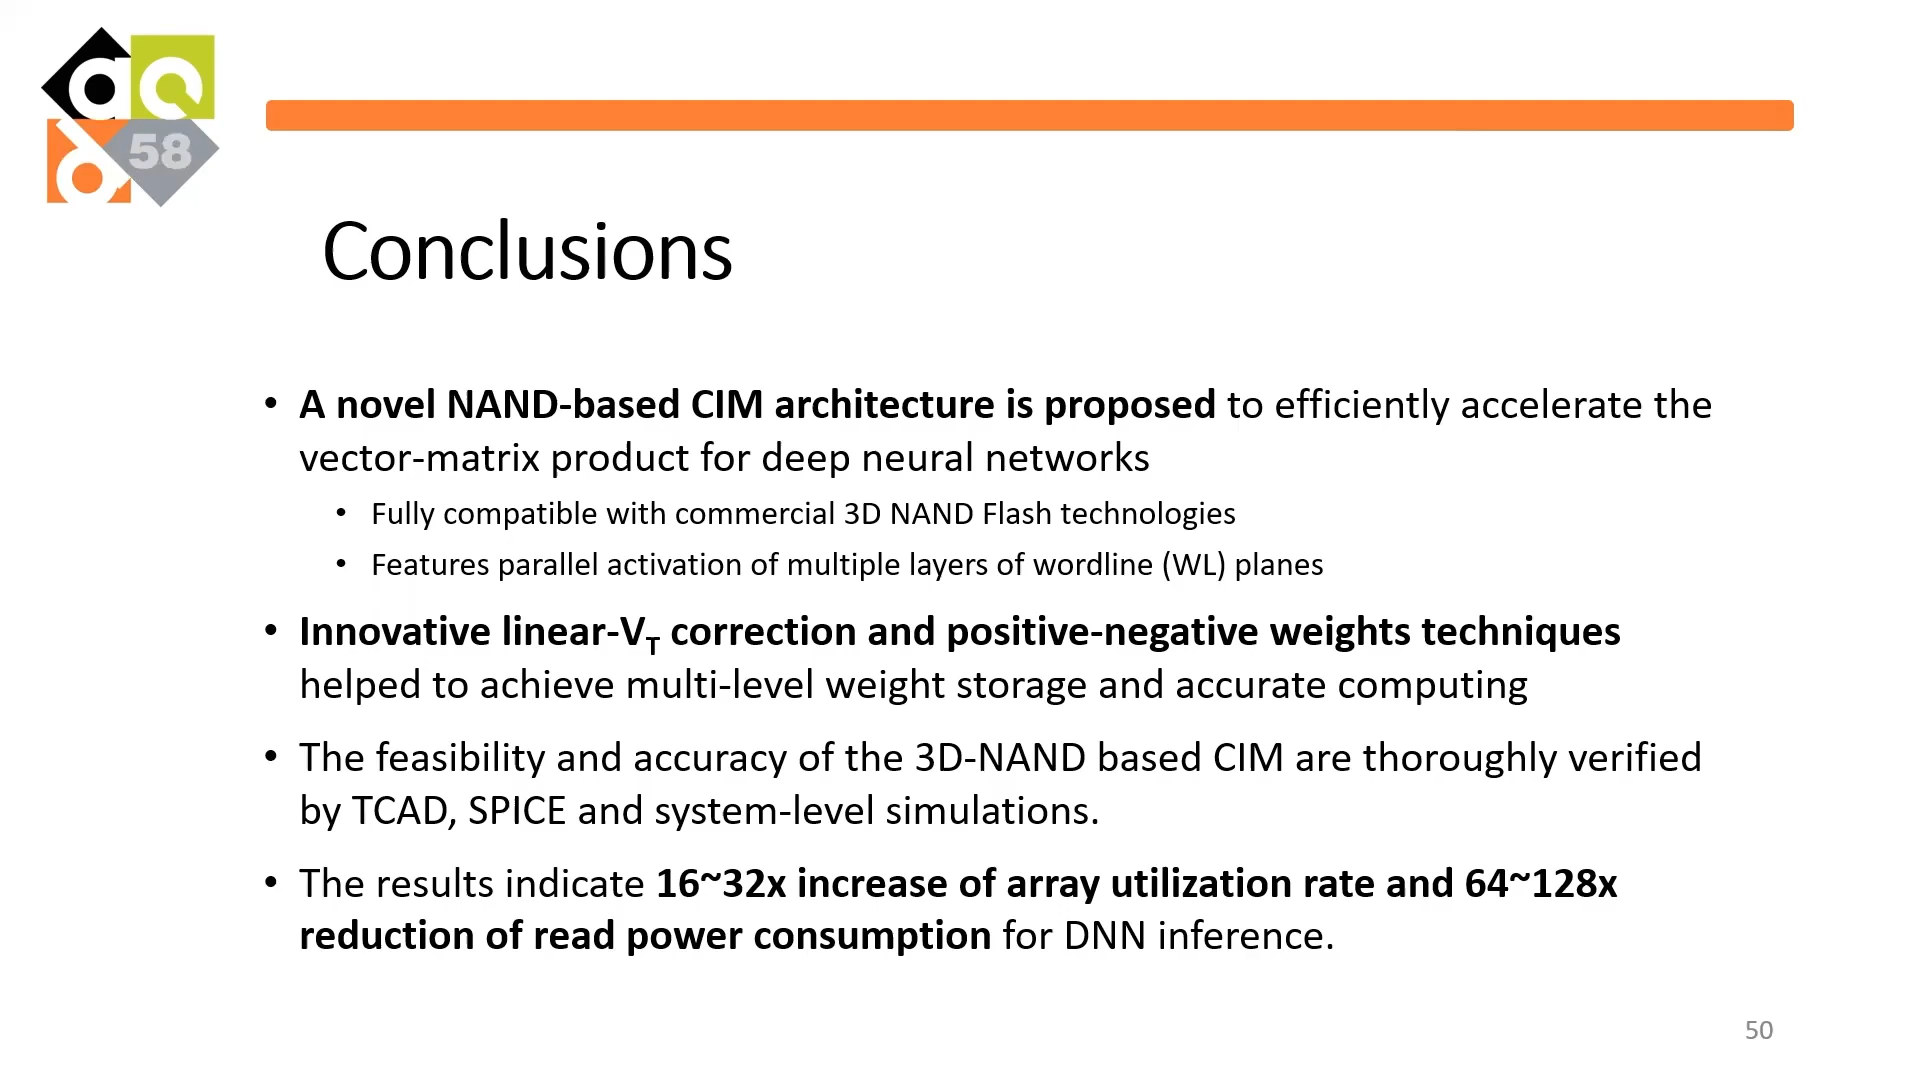 dac
58
Conclusions
• A novel NAND-based CIM architecture is proposed to efficiently accelerate the
vector-matrix product for deep neural networks
• Fully compatible with commercial 3D NAND Flash technologies
• Features parallel activation of multiple layers of wordline (WL) planes
• Innovative linear-V_T correction and positive-negative weights techniques
helped to achieve multi-level weight storage and accurate computing
• The feasibility and accuracy of the 3D-NAND based CIM are thoroughly verified
by TCAD, SPICE and system-level simulations.
• The results indicate 16~32x increase of array utilization rate and 64~128x
reduction of read power consumption for DNN inference.
50